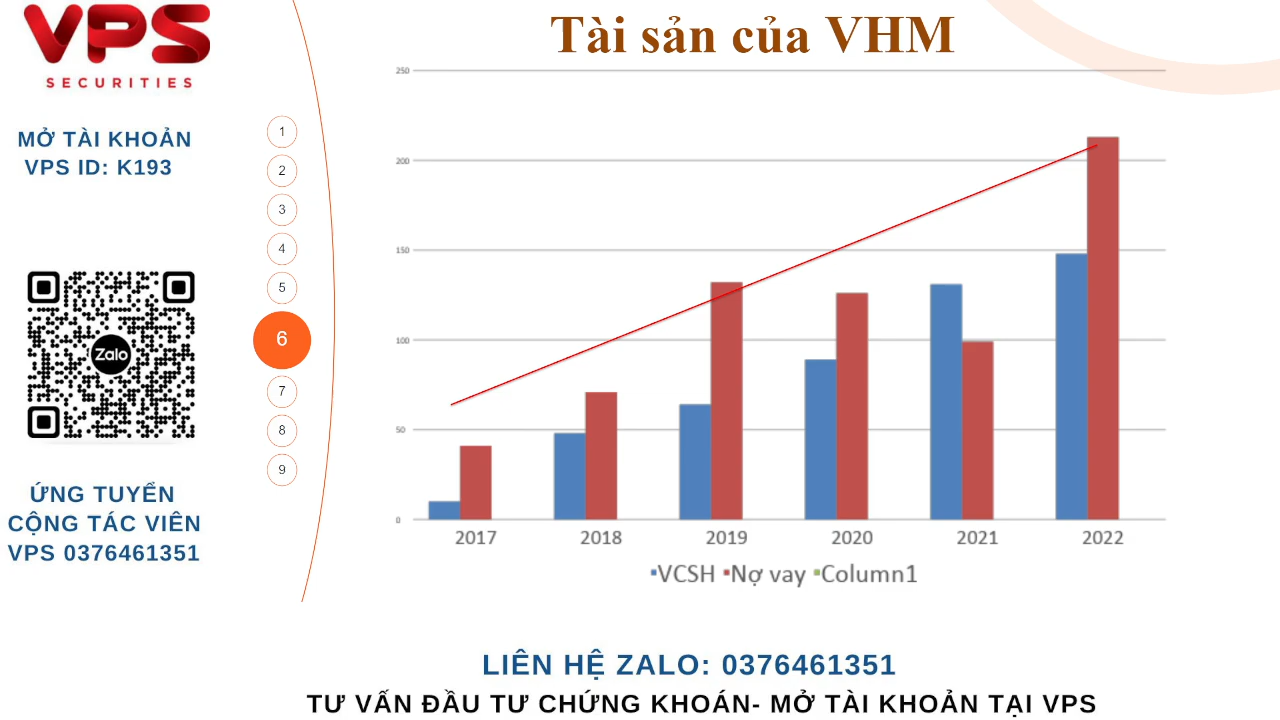 VPS
SECURITIES
MỞ TÀI KHOẢN
VPS ID: K193
Zalo
ỨNG TUYỂN
CỘNG TÁC VIÊN
VPS 0376461351
1
2
3
4
5
6
7
8
9
Tài sản của VHM
250
200
150
100
50
0
2017 2018 2019 2020 2021 2022
VCSH Nợ vay Column1
LIÊN HỆ ZALO: 0376461351
TƯ VẤN ĐẦU TƯ CHỨNG KHOÁN- MỞ TÀI KHOẢN TẠI VPS